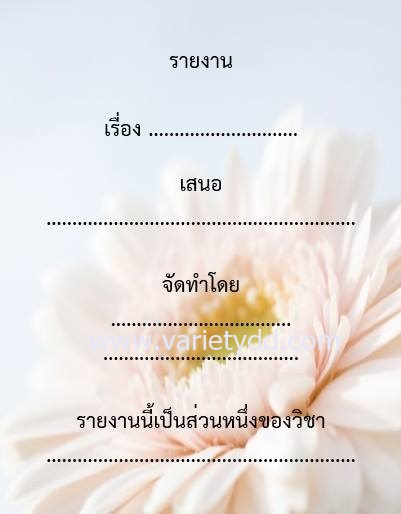 รายงาน
เรื่อง .............................
เสนอ
............................................................
จัดทำโดย
...................................
www.varietydd.com
......................................
รายงานนี้เป็นส่วนหนึ่งของวิชา
............................................................